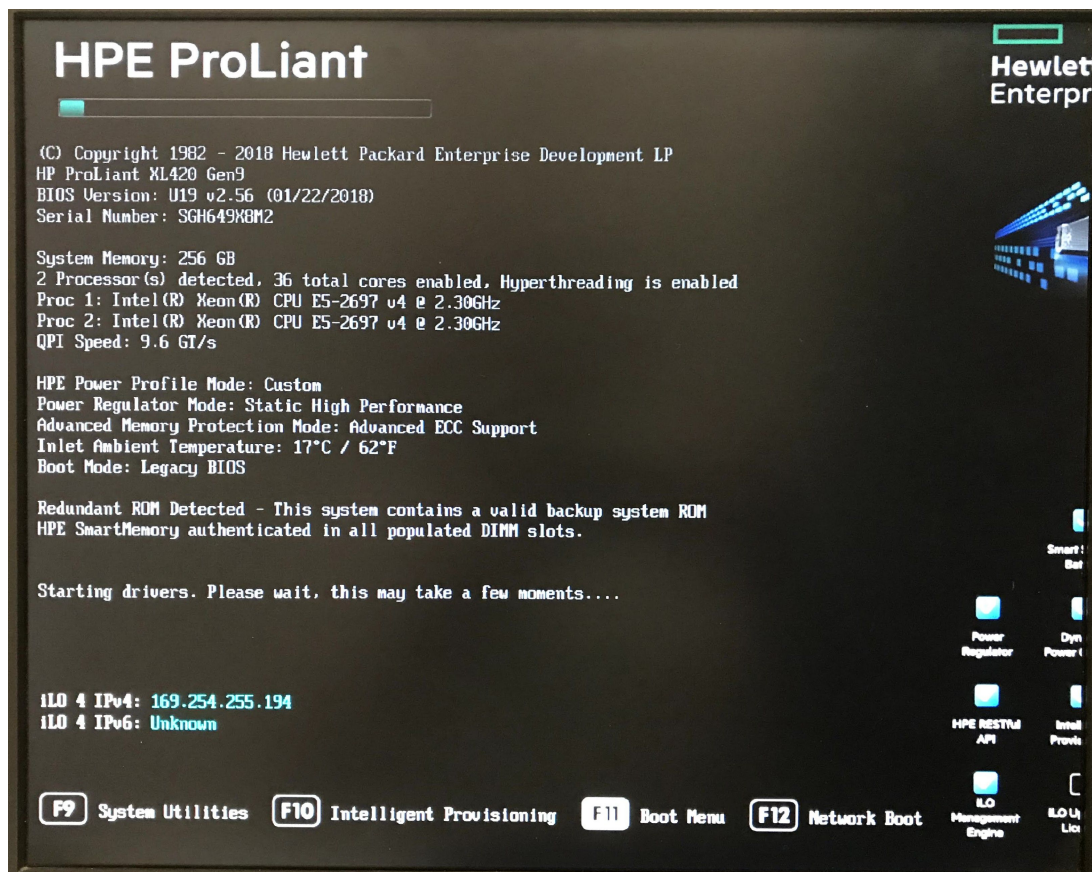 HPE ProLiant
Hewlett
Enterpr
(C) Copyright 1982 - 2018 Hewlett Packard Enterprise Development LP
HP ProLiant XL420 Gen9
BIOS Version: U19 v2.56 (01/22/2018)
Serial Number: SGH649X8M2
System Memory: 256 GB
2 Processor(s) detected, 36 total cores enabled, Hyperthreading is enabled
Proc 1: Intel(R) Xeon(R) CPU E5-2697 v4 @ 2.30GHz
Proc 2: Intel(R) Xeon(R) CPU E5-2697 v4 @ 2.30GHz
QPI Speed: 9.6 GT/s
HPE Power Profile Mode: Custom
Power Regulator Mode: Static High Performance
Advanced Memory Protection Mode: Advanced ECC Support
Inlet Ambient Temperature: 17°C / 62°F
Boot Mode: Legacy BIOS
Redundant ROM Detected - This system contains a valid backup system ROM
HPE SmartMemory authenticated in all populated DIMM slots.
Smart
Starting drivers. Please wait, this may take a few moments....
Power
Regulator
Dyn
Power
iLO 4 IPv4: 169.254.255.194
iLO 4 IPv6: Unknown
HPE RESTful
API
Intell
Provis
F9 System Utilities F10 Intelligent Provisioning F11 Boot Menu F12 Network Boot
iLO
Management
Engine